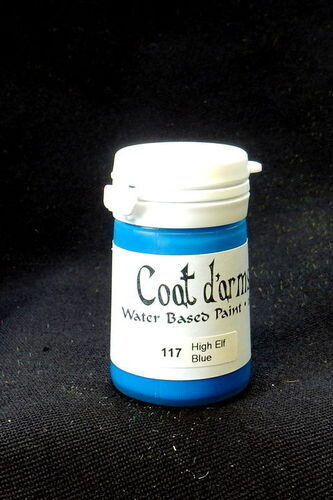 Coat d'arms
Water Based Paint •
117 High Elf
Blue